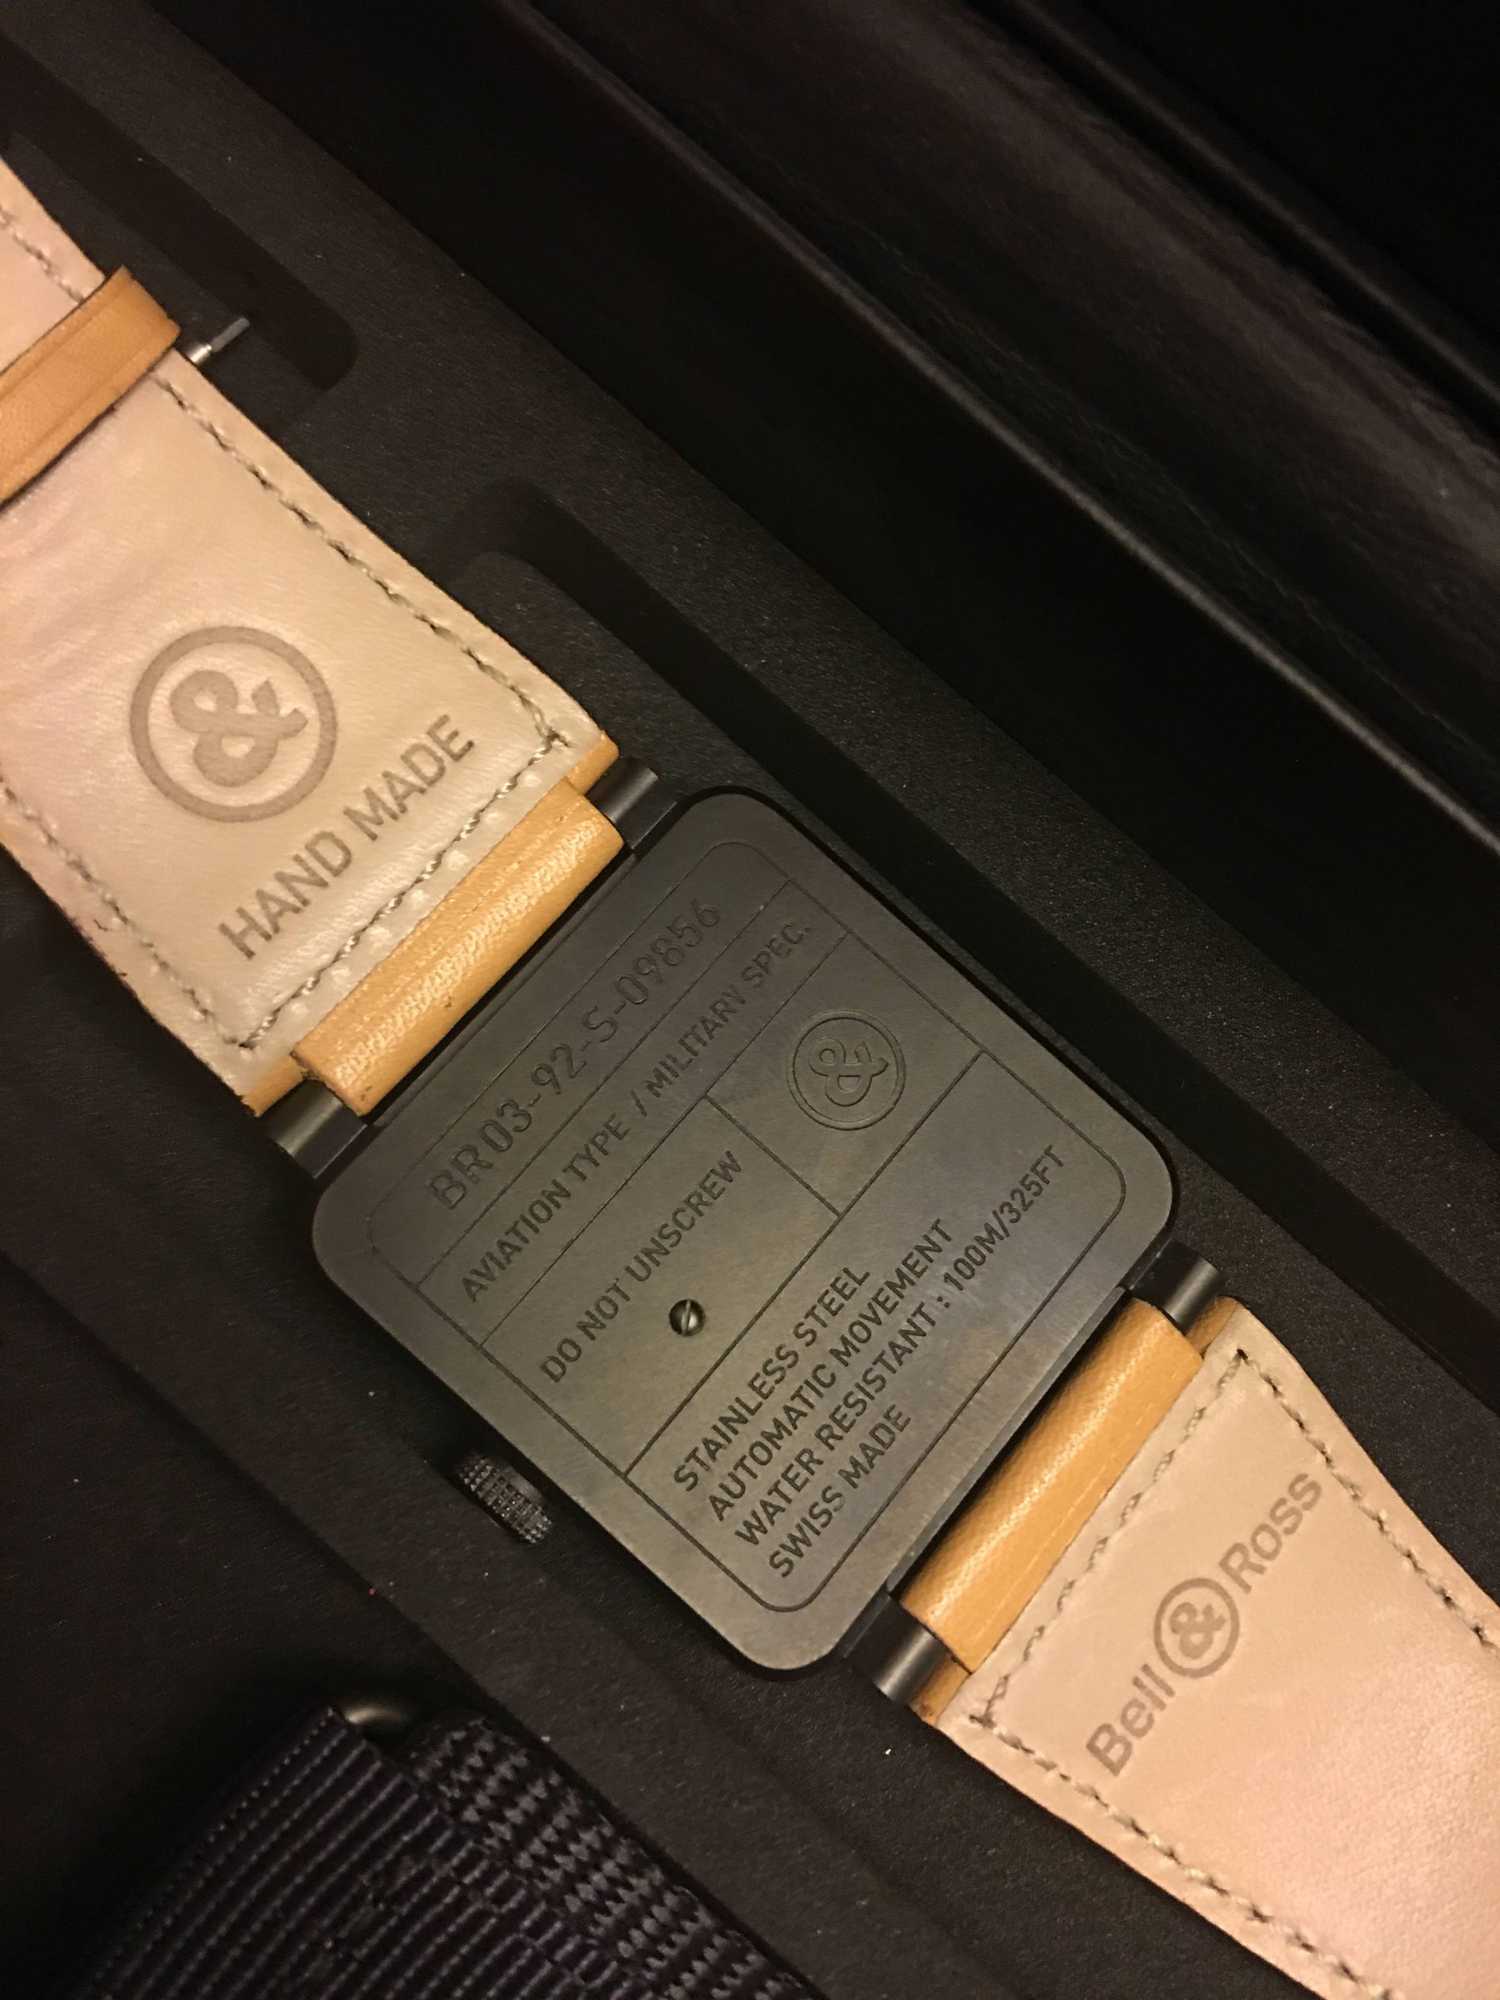 &
HAND MADE
BR03-92-S-09856
AVIATION TYPE / MILITARY SPEC.
DO NOT UNSCREW
&
STAINLESS STEEL
AUTOMATIC MOVEMENT
WATER RESISTANT : 100M/325FT
SWISS MADE
Bell & Ross